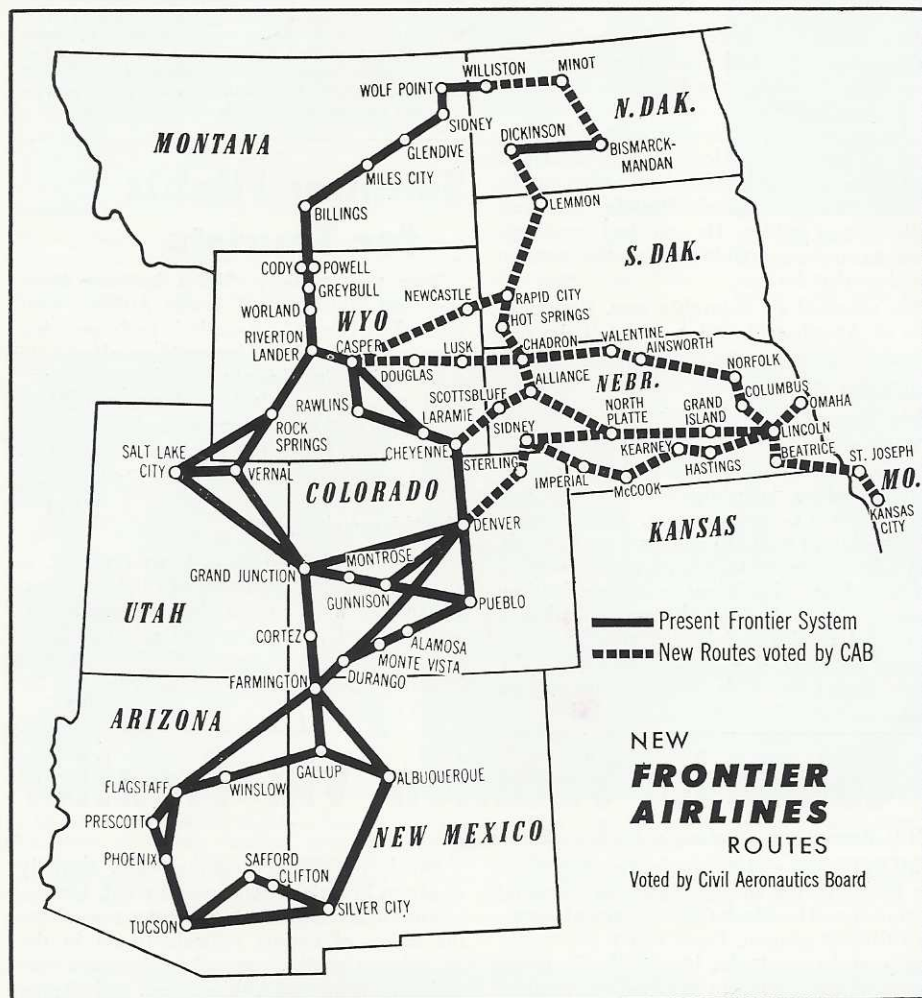 WILLISTON
MINOT
WOLF POINT
N. DAK.
SIDNEY
DICKINSON
MONTANA
GLENDIVE
BISMARCK-
MANDAN
MILES CITY
BILLINGS
LEMMON
S. DAK.
CODY
POWELL
GREYBULL
NEWCASTLE
RAPID CITY
WORLAND
HOT SPRINGS
WYO
RIVERTON
LANDER
CASPER
CHADRON
VALENTINE
AINSWORTH
DOUGLAS
LUSK
NORFOLK
ALLIANCE
NEBR.
COLUMBUS
SCOTTSBLUFF
OMAHA
RAWLINS
LARAMIE
NORTH
PLATTE
GRAND
ISLAND
ROCK
SPRINGS
SIDNEY
LINCOLN
CHEYENNE
KEARNEY
HASTINGS
BEATRICE
SALT LAKE
CITY
VERNAL
STERLING
IMPERIAL
McCOOK
ST. JOSEPH
MO.
COLORADO
KANSAS
CITY
DENVER
KANSAS
MONTROSE
GRAND JUNCTION
GUNNISON
PUEBLO
UTAH
CORTEZ
ALAMOSA
MONTE VISTA
DURANGO
FARMINGTON
Present Frontier System
New Routes voted by CAB
ARIZONA
GALLUP
ALBUQUERQUE
FLAGSTAFF
WINSLOW
PRESCOTT
NEW MEXICO
PHOENIX
SAFFORD
CLIFTON
SILVER CITY
TUCSON
NEW
FRONTIER
AIRLINES
ROUTES
Voted by Civil Aeronautics Board